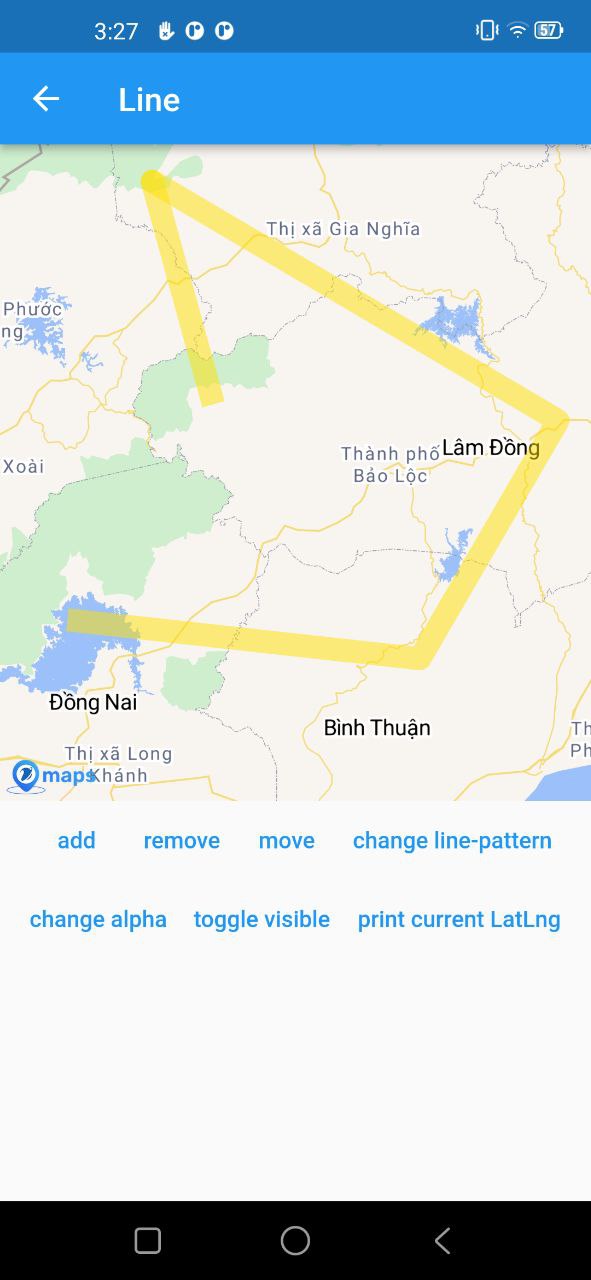 3:27
57
Line
Thị xã Gia Nghĩa
Phước
ng
Thành phố
Bảo Lộc
Lâm Đồng
Xoài
Đồng Nai
Bình Thuận
Th
Ph
Thị xã Long
Khánh
maps
add remove move change line-pattern
change alpha toggle visible print current LatLng